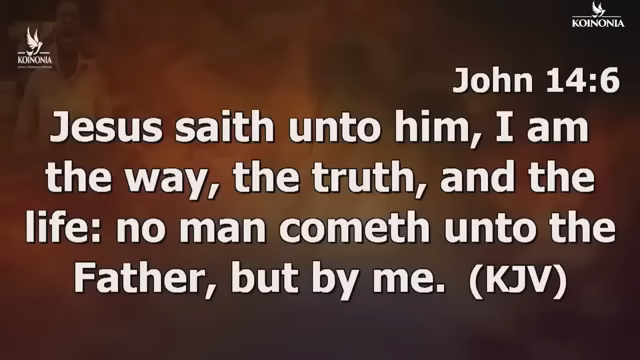 KOINONIA
KOINONIA
John 14:6
Jesus saith unto him, I am
the way, the truth, and the
life: no man cometh unto the
Father, but by me. (KJV)